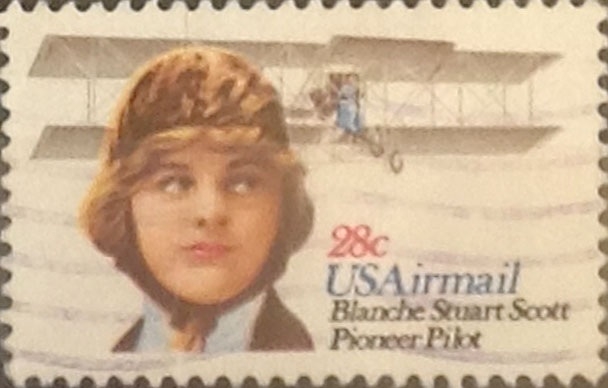 28c
USAirmail
Blanche Stuart Scott
Pioneer Pilot